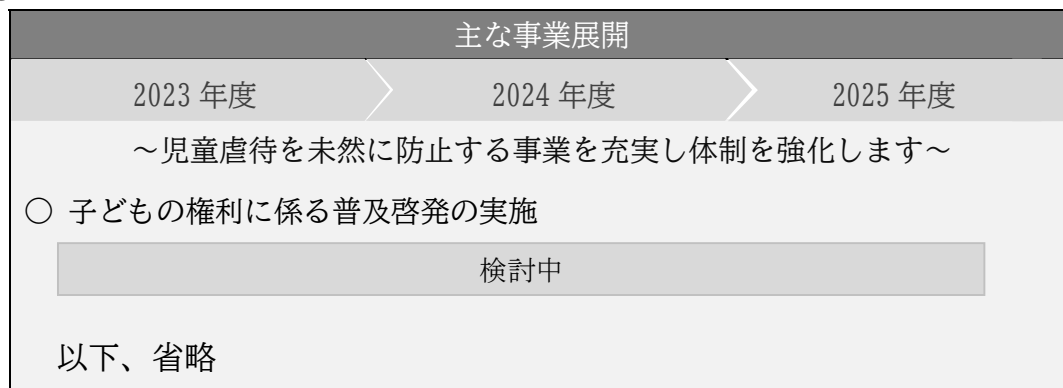 主な事業展開
2023 年度 2024 年度 2025 年度
～児童虐待を未然に防止する事業を充実し体制を強化します～
○ 子どもの権利に係る普及啓発の実施
検討中
以下、省略